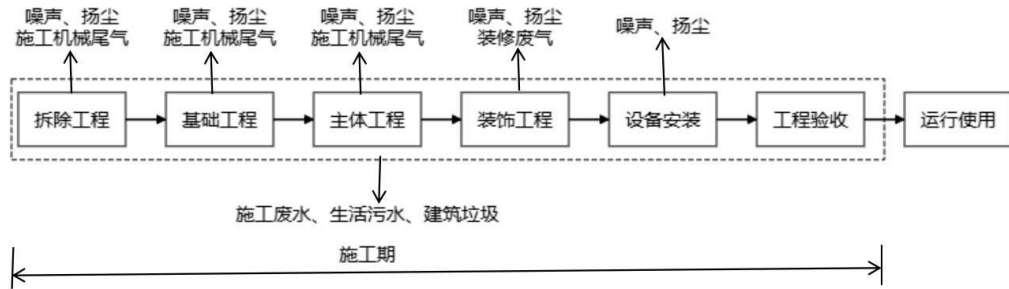 噪声、扬尘
施工机械尾气
噪声、扬尘
施工机械尾气
噪声、扬尘
施工机械尾气
噪声、扬尘
装修废气
噪声、扬尘
拆除工程
基础工程
主体工程
装饰工程
设备安装
工程验收
运行使用
施工废水、生活污水、建筑垃圾
施工期